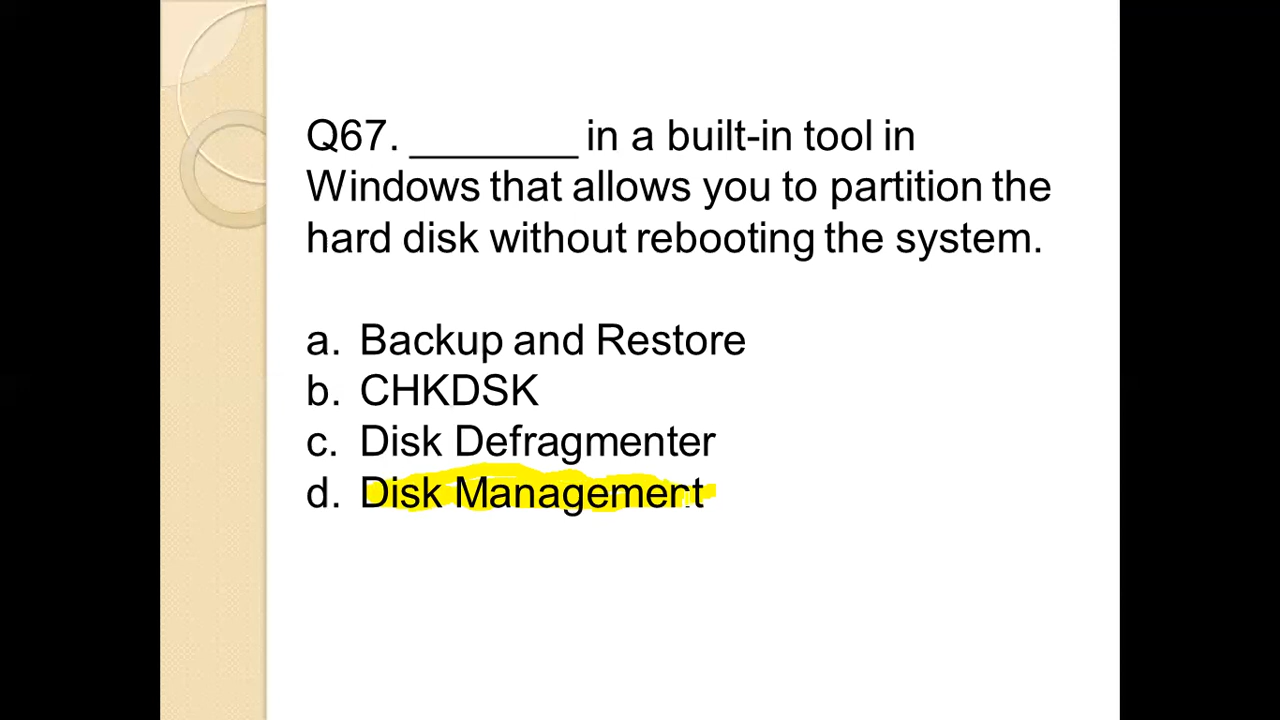 Q67. _______ in a built-in tool in
Windows that allows you to partition the
hard disk without rebooting the system.
a. Backup and Restore
b. CHKDSK
c. Disk Defragmenter
d. Disk Management